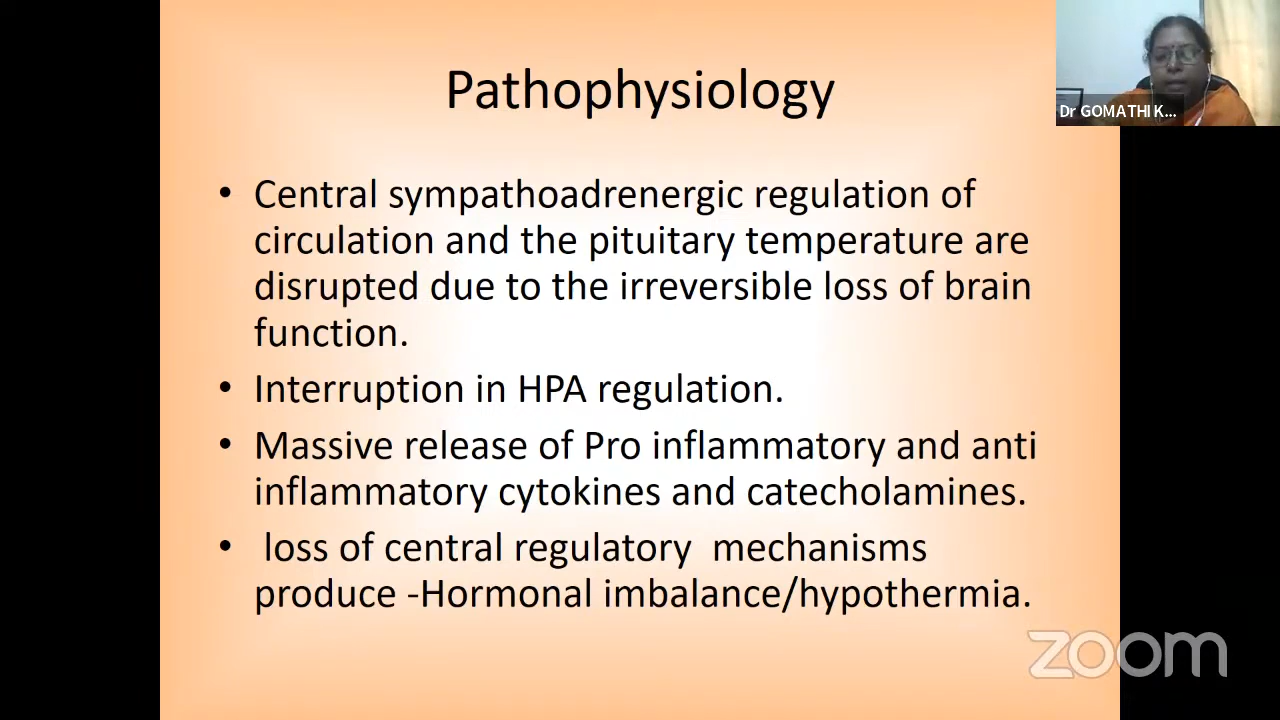 Pathophysiology
Dr GOMATHI K...
• Central sympathoadrenergic regulation of
circulation and the pituitary temperature are
disrupted due to the irreversible loss of brain
function.
• Interruption in HPA regulation.
• Massive release of Pro inflammatory and anti
inflammatory cytokines and catecholamines.
• loss of central regulatory mechanisms
produce -Hormonal imbalance/hypothermia.
zoom